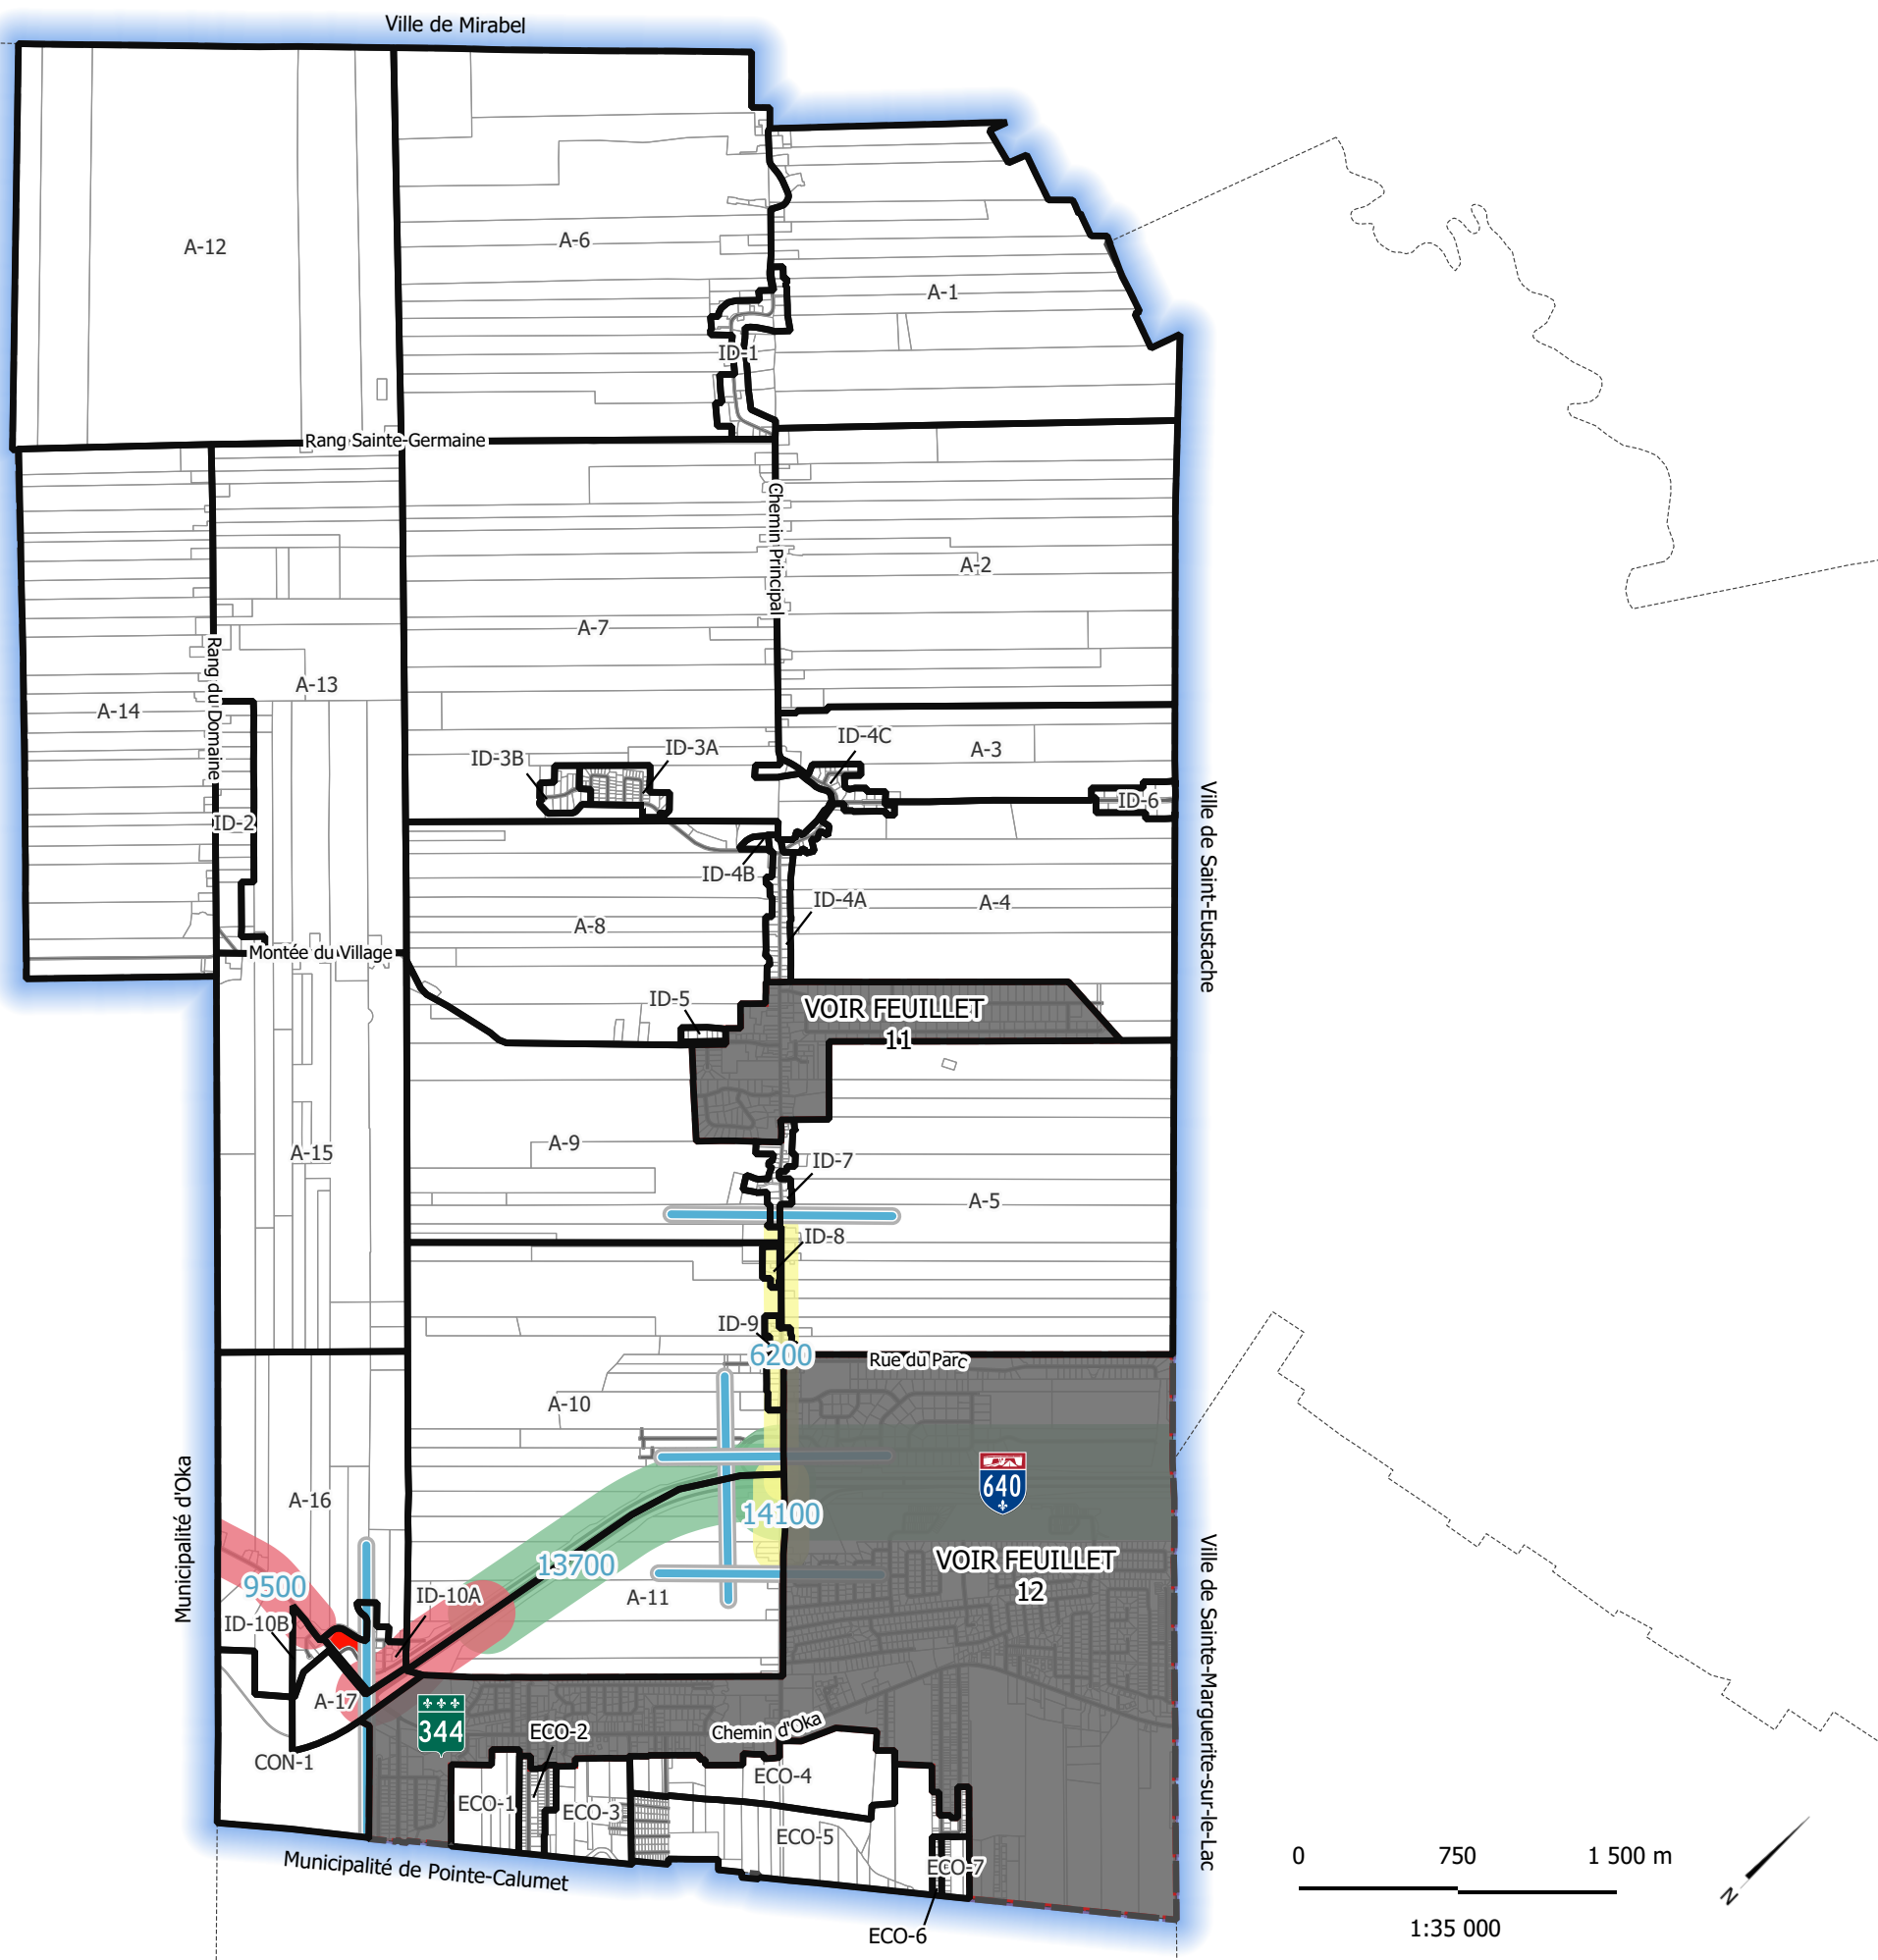 Ville de Mirabel
A-12
A-6
A-1
ID-1
Rang Sainte-Germaine
Chemin Principal
A-2
A-7
Rang du Domaine
A-13
A-14
ID-3B
ID-3A
ID-4C
A-3
ID-6
ID-2
Ville de Saint-Eustache
ID-4B
ID-4A
A-4
A-8
Montée du Village
ID-5
VOIR FEUILLET
11
A-9
A-15
ID-7
A-5
ID-8
ID-9
6200
Rue du Parc
A-10
640
A-16
14100
Municipalité d'Oka
13700
VOIR FEUILLET
12
9500
ID-10A
A-11
ID-10B
Ville de Sainte-Marguerite-sur-le-Lac
A-17
344
ECO-2
Chemin d'Oka
CON-1
ECO-4
ECO-1
ECO-3
ECO-5
ECO-7
Municipalité de Pointe-Calumet
ECO-6
0 750 1 500 m
1:35 000
N